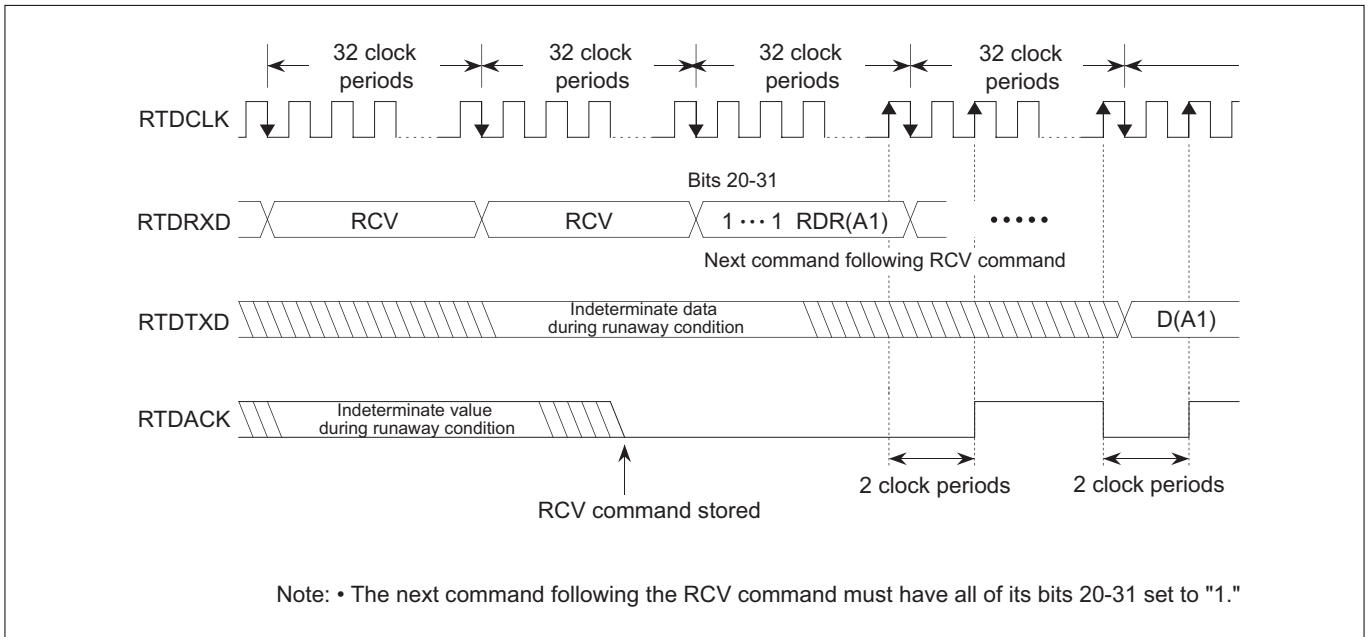 32 clock
periods
32 clock
periods
32 clock
periods
32 clock
periods
RTDCLK
Bits 20-31
RTDRXD
RCV
RCV
1 ··· 1 RDR(A1)
•••••
Next command following RCV command
RTDTXD
Indeterminate data
during runaway condition
D(A1)
RTDACK
Indeterminate value
during runaway condition
2 clock periods
2 clock periods
RCV command stored
Note: • The next command following the RCV command must have all of its bits 20-31 set to "1."